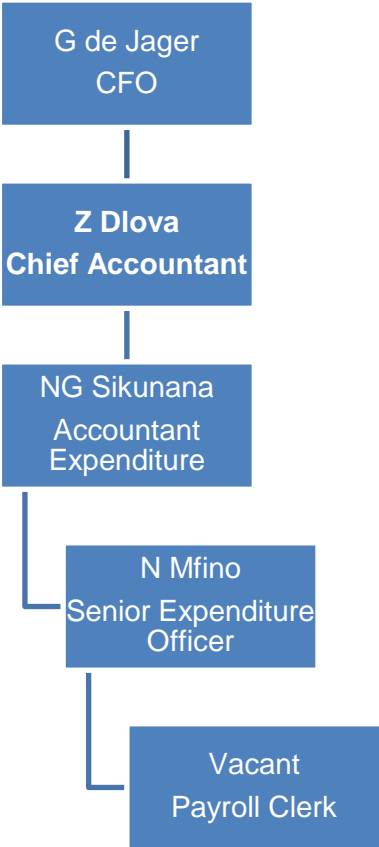 G de Jager
CFO
Z Dlova
Chief Accountant
NG Sikunana
Accountant
Expenditure
N Mfino
Senior Expenditure
Officer
Vacant
Payroll Clerk